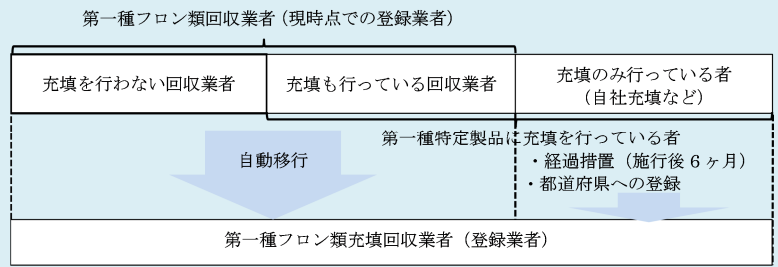 第一種フロン類回収業者（現時点での登録業者）
充填を行わない回収業者
充填も行っている回収業者
充填のみ行っている者
（自社充填など）
第一種特定製品に充填を行っている者
自動移行
・経過措置（施行後６ヶ月）
・都道府県への登録
第一種フロン類充填回収業者（登録業者）